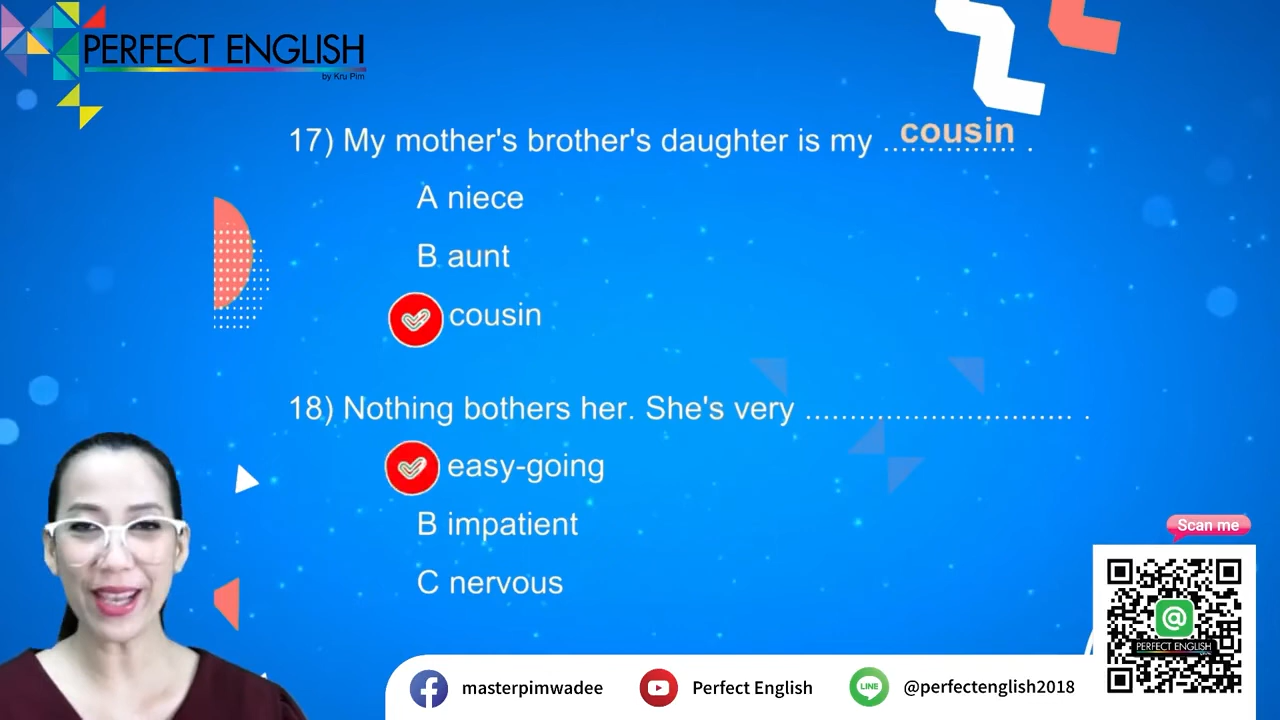 PERFECT ENGLISH
by Kru Pim
17) My mother's brother's daughter is my .cousin. .
A niece
B aunt
cousin
18) Nothing bothers her. She's very .............................. .
easy-going
B impatient
C nervous
Scan me
@
PERFECT ENGLISH
masterpimwadee
Perfect English
LINE
@perfectenglish2018